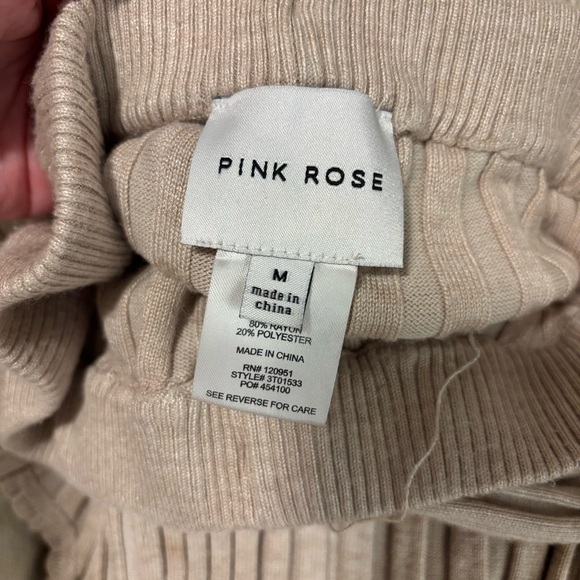 PINK ROSE
M
made in
china
80% RAYON
20% POLYESTER
MADE IN CHINA
RN# 120951
STYLE# 3T01533
PO# 454100
SEE REVERSE FOR CARE